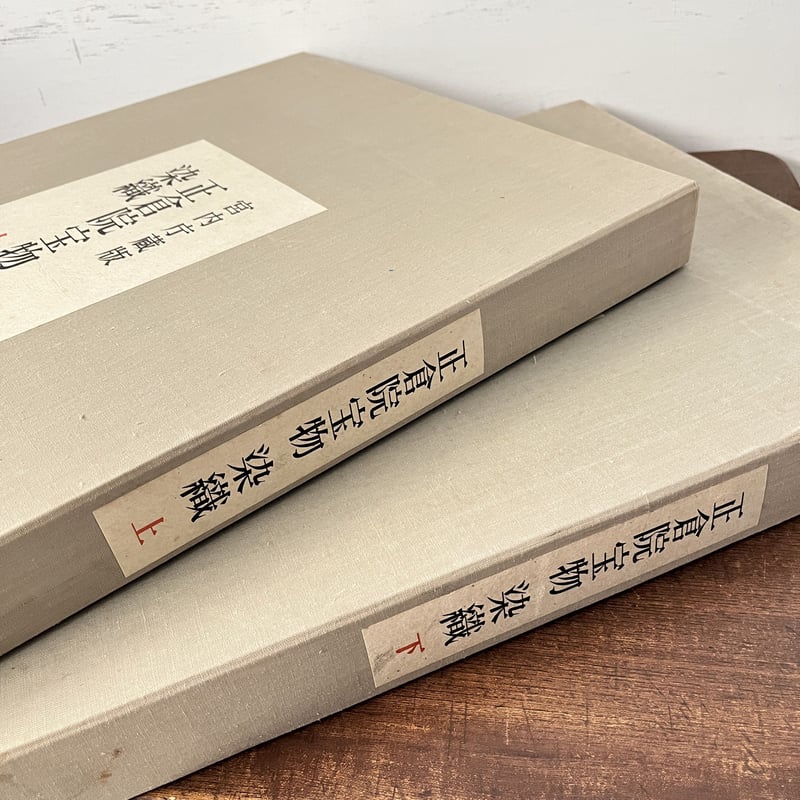 宮内庁蔵版
正倉院宝物
染織
正倉院宝物 染織 上
正倉院宝物 染織 下